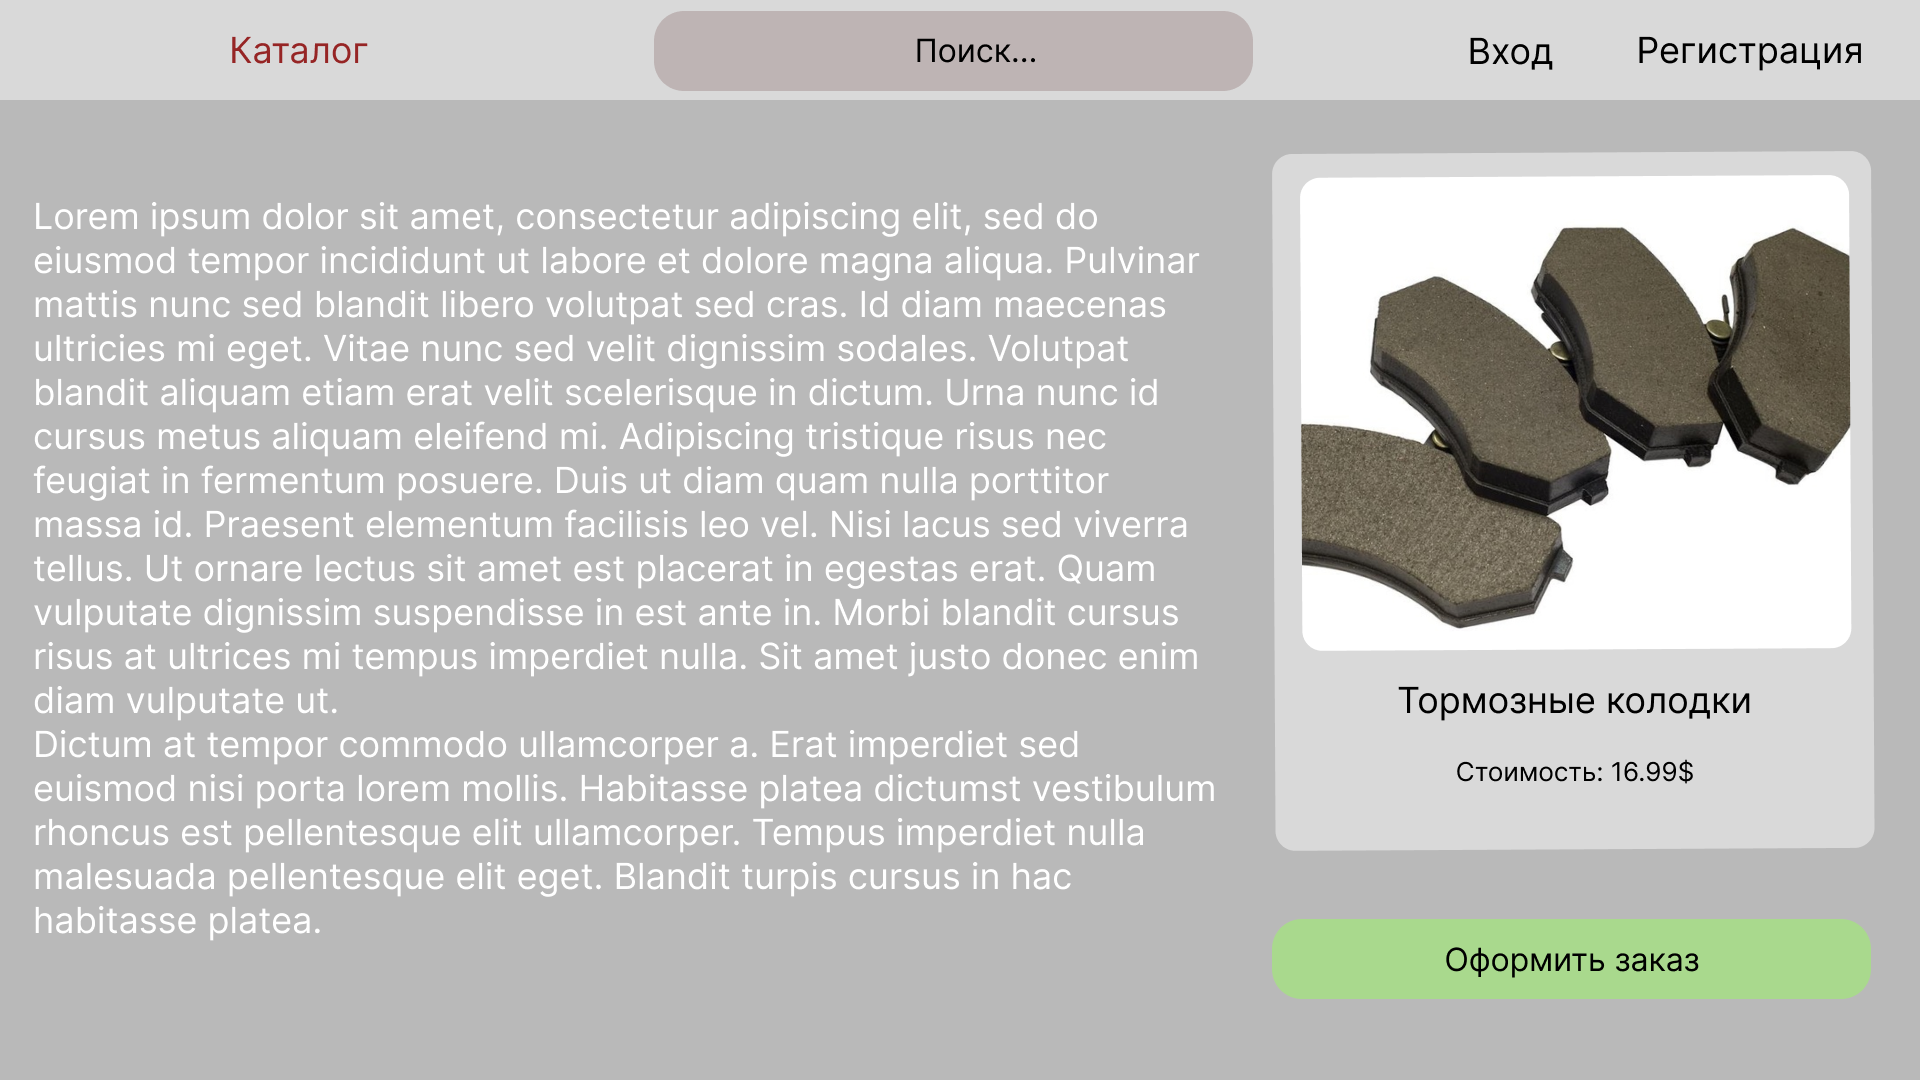 Каталог
Поиск...
Вход
Регистрация
Lorem ipsum dolor sit amet, consectetur adipiscing elit, sed do
eiusmod tempor incididunt ut labore et dolore magna aliqua. Pulvinar
mattis nunc sed blandit libero volutpat sed cras. Id diam maecenas
ultricies mi eget. Vitae nunc sed velit dignissim sodales. Volutpat
blandit aliquam etiam erat velit scelerisque in dictum. Urna nunc id
cursus metus aliquam eleifend mi. Adipiscing tristique risus nec
feugiat in fermentum posuere. Duis ut diam quam nulla porttitor
massa id. Praesent elementum facilisis leo vel. Nisi lacus sed viverra
tellus. Ut ornare lectus sit amet est placerat in egestas erat. Quam
vulputate dignissim suspendisse in est ante in. Morbi blandit cursus
risus at ultrices mi tempus imperdiet nulla. Sit amet justo donec enim
diam vulputate ut.
Dictum at tempor commodo ullamcorper a. Erat imperdiet sed
euismod nisi porta lorem mollis. Habitasse platea dictumst vestibulum
rhoncus est pellentesque elit ullamcorper. Tempus imperdiet nulla
malesuada pellentesque elit eget. Blandit turpis cursus in hac
habitasse platea.
Тормозные колодки
Стоимость: 16.99$
Оформить заказ